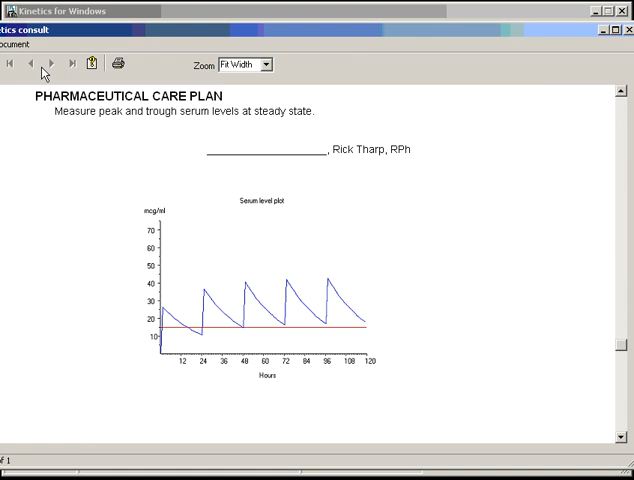 Kinetics for Windows
etics consult
ocument
Zoom Fit Width
PHARMACEUTICAL CARE PLAN
Measure peak and trough serum levels at steady state.
____________________, Rick Tharp, RPh
Serum level plot
mcg/ml
70
60
50
40
30
20
10
12 24 36 48 60 72 84 96 108 120
Hours
of 1